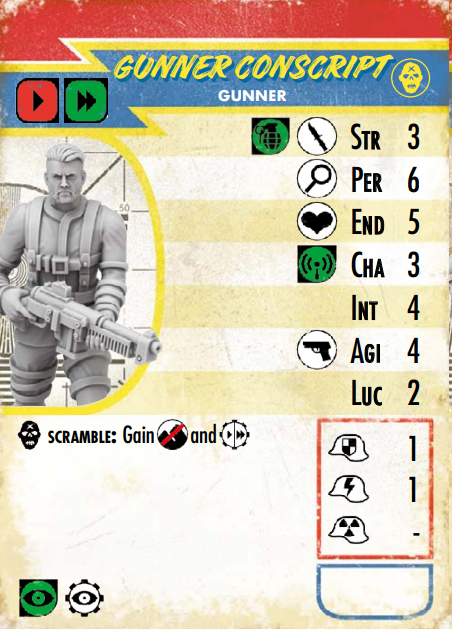 GUNNER CONSCRIPT
GUNNER
STR 3
PER 6
50
END 5
CHA 3
INT 4
AGI 4
LUC 2
SCRAMBLE: Gain and
1
1
-